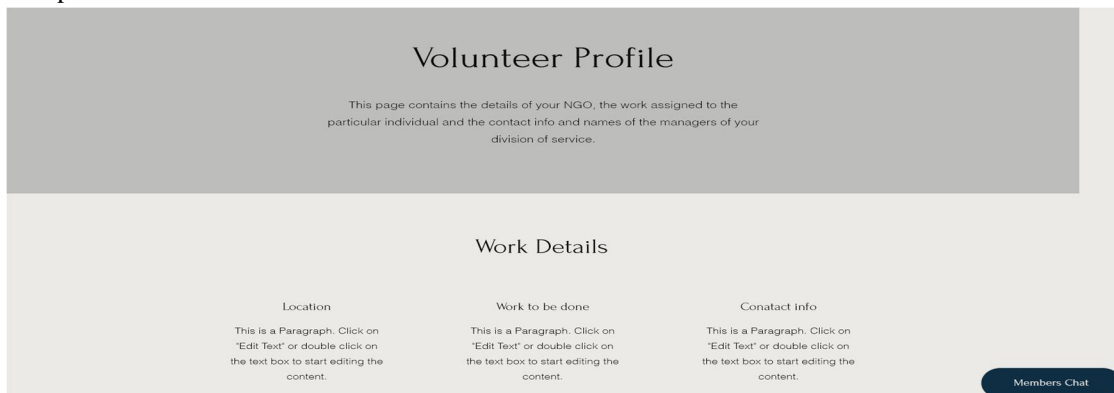 Volunteer Profile
This page contains the details of your NGO, the work assigned to the
particular individual and the contact info and names of the managers of your
division of service.
Work Details
Location
This is a Paragraph. Click on
"Edit Text" or double click on
the text box to start editing the
content.
Work to be done
This is a Paragraph. Click on
"Edit Text" or double click on
the text box to start editing the
content.
Conatact info
This is a Paragraph. Click on
"Edit Text" or double click on
the text box to start editing the
content.
Members Chat